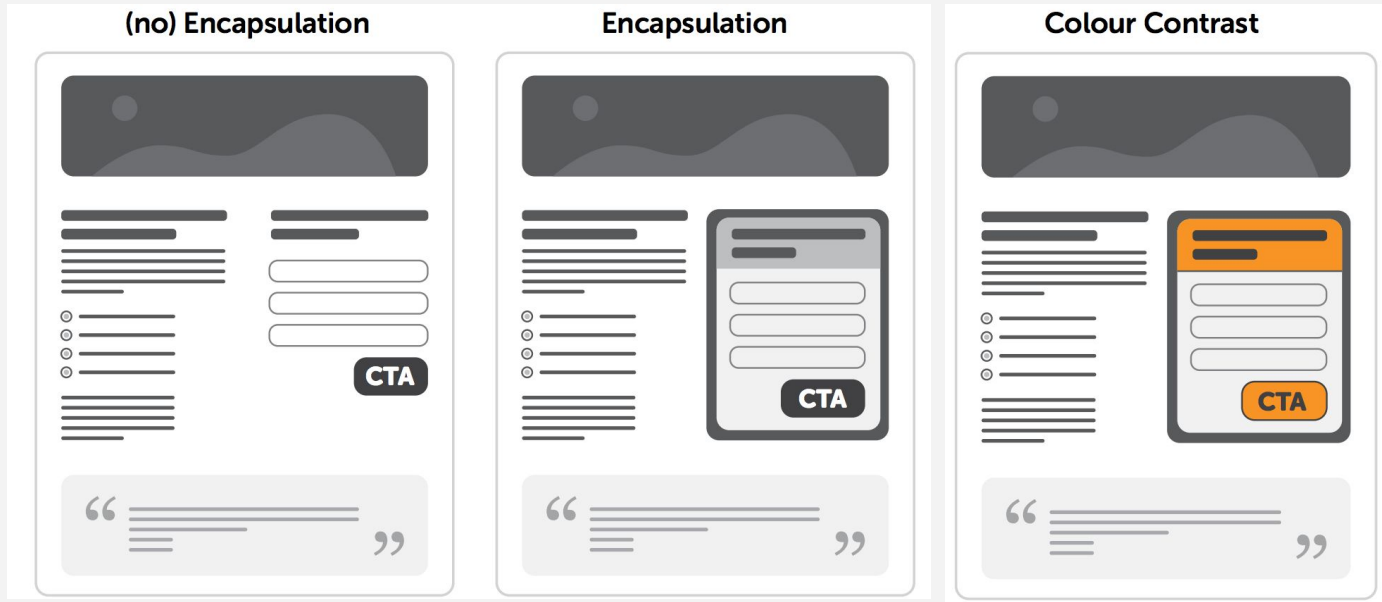 (no) Encapsulation
Encapsulation
Colour Contrast
CTA
CTA
CTA
“
”
“
”
“
”